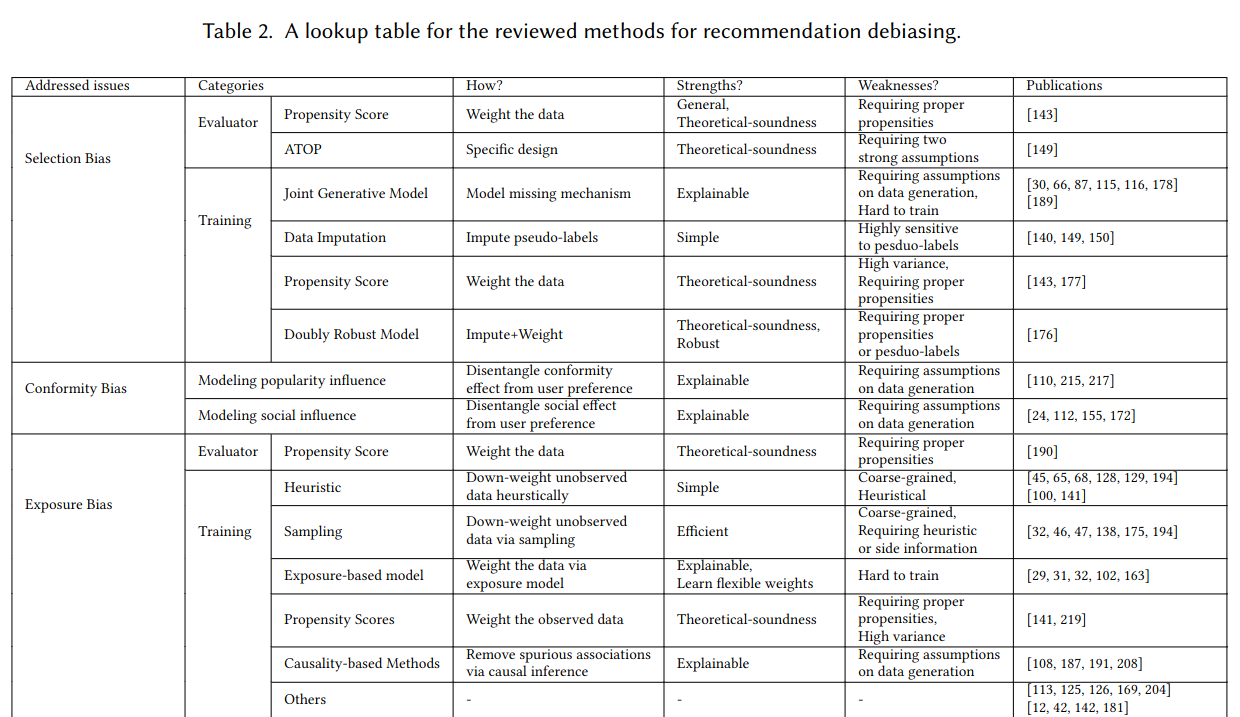 Table 2. A lookup table for the reviewed methods for recommendation debiasing.
Addressed issues Categories How? Strengths? Weaknesses? Publications
Selection Bias
Evaluator
Propensity Score
Weight the data
General,
Theoretical-soundness
Requiring proper
propensities
[143]
ATOP
Specific design
Theoretical-soundness
Requiring two
strong assumptions
[149]
Training
Joint Generative Model
Model missing mechanism
Explainable
Requiring assumptions
on data generation,
Hard to train
[30, 66, 87, 115, 116, 178]
[189]
Data Imputation
Impute pseudo-labels
Simple
Highly sensitive
to pesduo-labels
[140, 149, 150]
Propensity Score
Weight the data
Theoretical-soundness
High variance,
Requiring proper
propensities
[143, 177]
Doubly Robust Model
Impute+Weight
Theoretical-soundness,
Robust
Requiring proper
propensities
or pesduo-labels
[176]
Conformity Bias
Modeling popularity influence
Disentangle conformity
effect from user preference
Explainable
Requiring assumptions
on data generation
[110, 215, 217]
Modeling social influence
Disentangle social effect
from user preference
Explainable
Requiring assumptions
on data generation
[24, 112, 155, 172]
Exposure Bias
Evaluator
Propensity Score
Weight the data
Theoretical-soundness
Requiring proper
propensities
[190]
Training
Heuristic
Down-weight unobserved
data heurstically
Simple
Coarse-grained,
Heuristical
[45, 65, 68, 128, 129, 194]
[100, 141]
Sampling
Down-weight unobserved
data via sampling
Efficient
Coarse-grained,
Requiring heuristic
or side information
[32, 46, 47, 138, 175, 194]
Exposure-based model
Weight the data via
exposure model
Explainable,
Learn flexible weights
Hard to train
[29, 31, 32, 102, 163]
Propensity Scores
Weight the observed data
Theoretical-soundness
Requiring proper
propensities,
High variance
[141, 219]
Causality-based Methods
Remove spurious associations
via causal inference
Explainable
Requiring assumptions
on data generation
[108, 187, 191, 208]
Others
-
-
-
[113, 125, 126, 169, 204]
[12, 42, 142, 181]